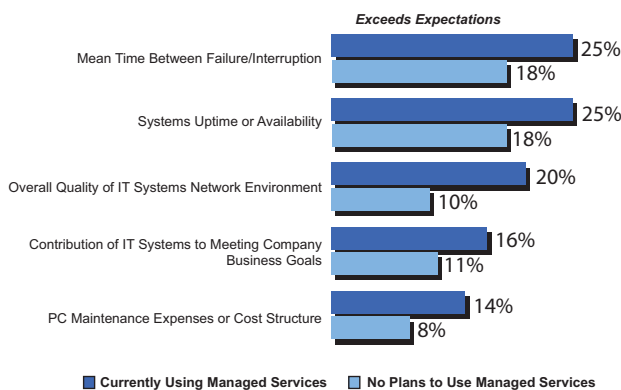 Exceeds Expectations
Mean Time Between Failure/Interruption
25%
18%
Systems Uptime or Availability
25%
18%
Overall Quality of IT Systems Network Environment
20%
10%
Contribution of IT Systems to Meeting Company
Business Goals
16%
11%
PC Maintenance Expenses or Cost Structure
14%
8%
Currently Using Managed Services
No Plans to Use Managed Services